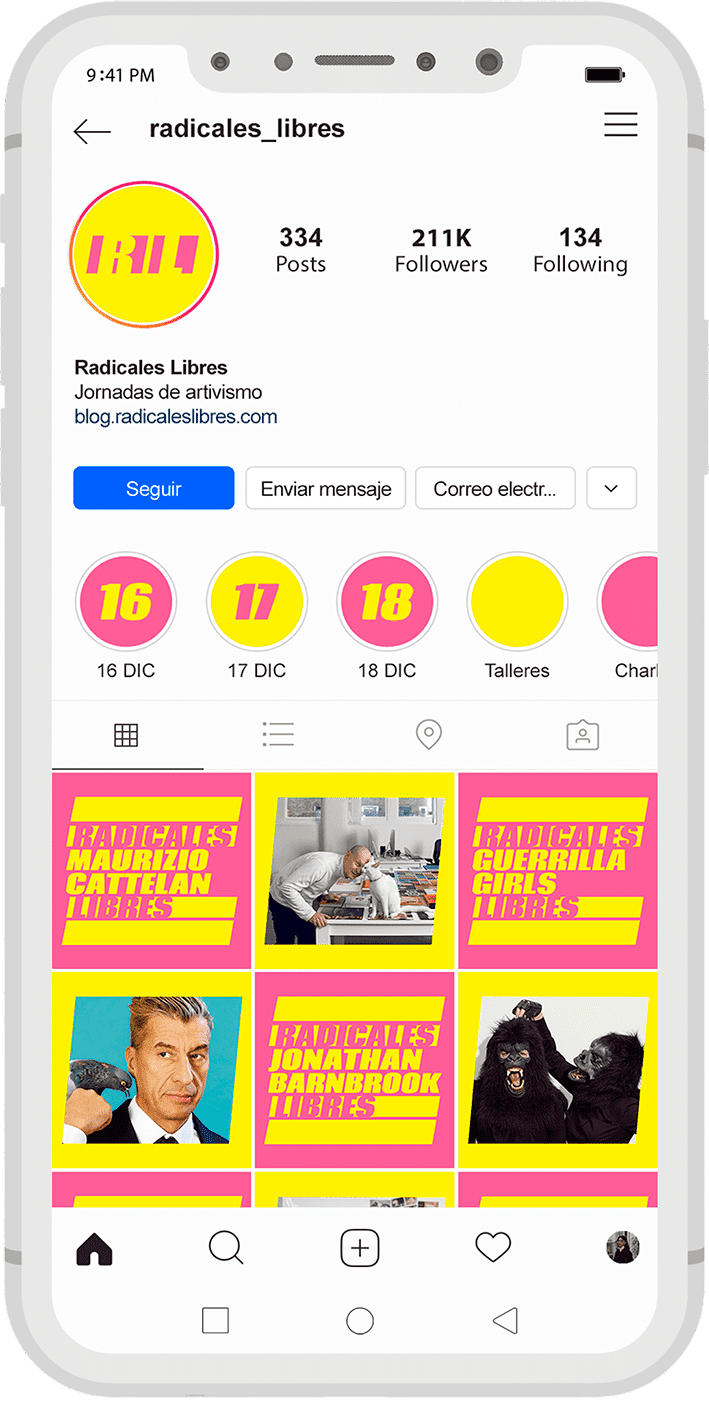 9:41 PM
radicales_libres
RL
334
Posts
211K
Followers
134
Following
Radicales Libres
Jornadas de artivismo
blog.radicaleslibres.com
Seguir
Enviar mensaje
Correo electr...
16
17
18
16 DIC
17 DIC
18 DIC
Talleres
Charl
RADICALES
MAURIZIO
CATTELAN
LIBRES
RADICALES
GUERRILLA
GIRLS
LIBRES
RADICALES
JONATHAN
BARNBROOK
LIBRES